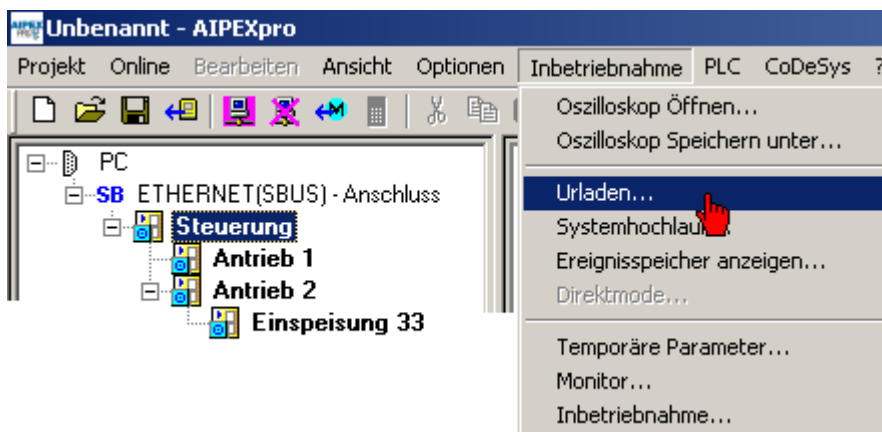 Unbenannt - AIPEXpro
Projekt Online Bearbeiten Ansicht Optionen Inbetriebnahme PLC CoDeSys ?
Oszilloskop Öffnen...
Oszilloskop Speichern unter...
PC
SB ETHERNET(SBUS) - Anschluss
Urladen...
Steuerung
Antrieb 1
Ereignisspeicher anzeigen...
Antrieb 2
Direktmode...
Einspeisung 33
Temporäre Parameter...
Monitor...
Inbetriebnahme...